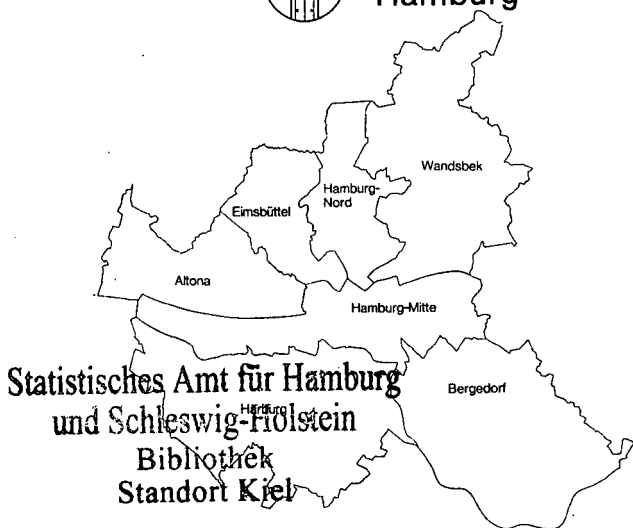 Hamburg
Wandsbek
Hamburg-
Nord
Eimsbüttel
Altona
Hamburg-Mitte
Statistisches Amt für Hamburg
Bergedorf
Harburg
und Schleswig-Holstein
Bibliothek
Standort Kiel